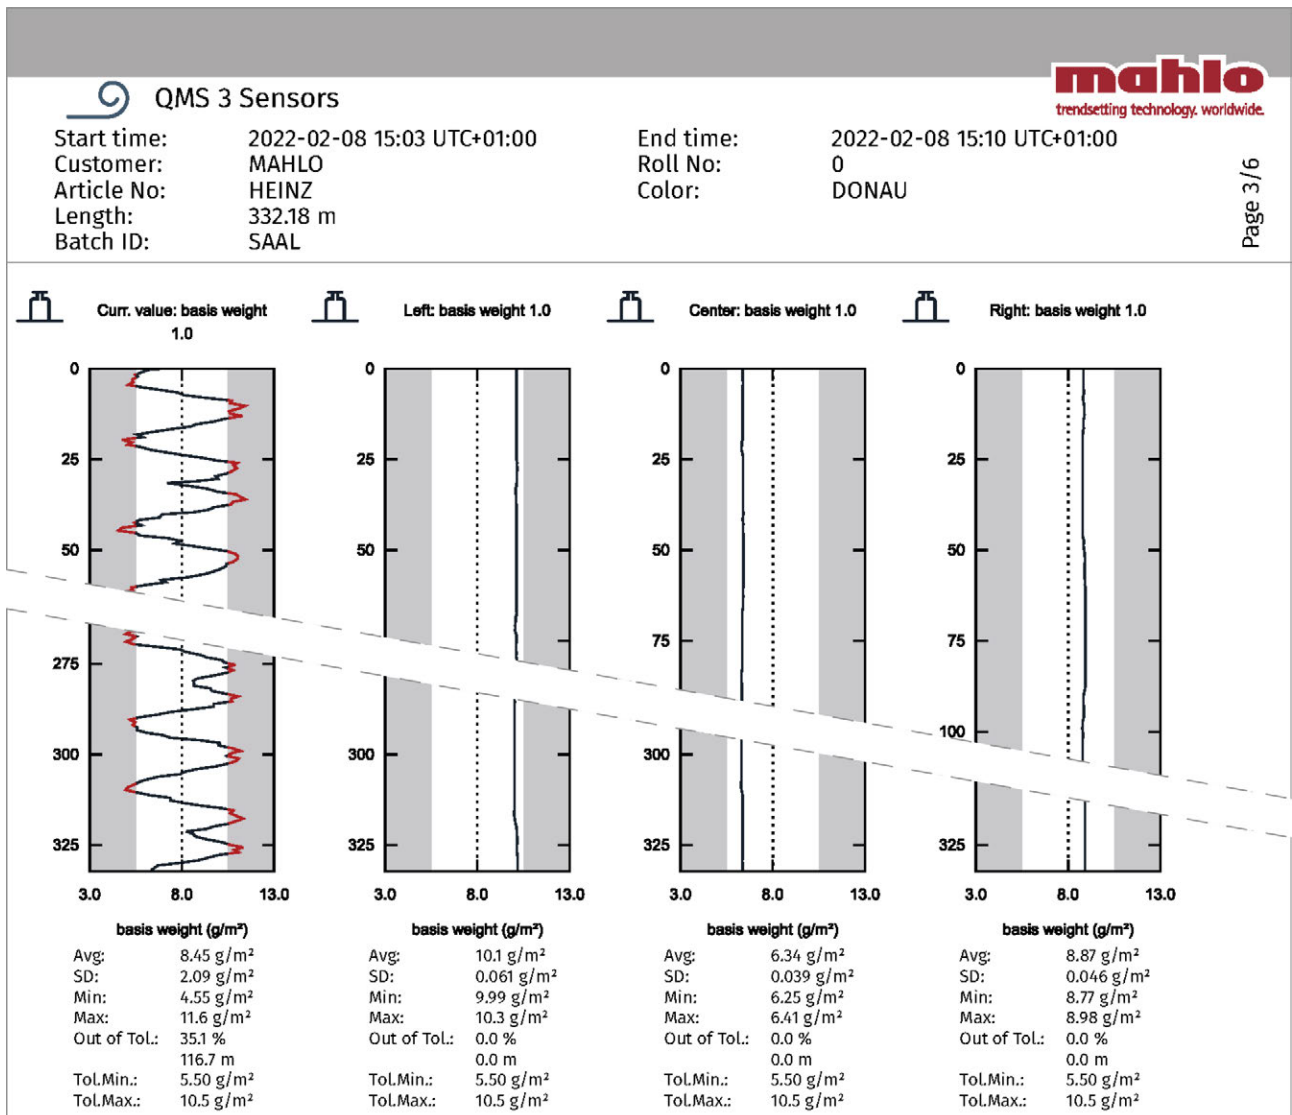 mahlo
trendsetting technology. worldwide.
QMS 3 Sensors
Start time: 2022-02-08 15:03 UTC+01:00 End time: 2022-02-08 15:10 UTC+01:00
Customer: MAHLO Roll No: 0
Article No: HEINZ Color: DONAU
Length: 332.18 m
Batch ID: SAAL
Page 3/6
Curr. value: basis weight 1.0
Left: basis weight 1.0
Center: basis weight 1.0
Right: basis weight 1.0
0 0 0 0
25 25 25 25
50 50 50 50
75 75 75
275
100
300 300 300
325 325 325 325
3.0 8.0 13.0 3.0 8.0 13.0 3.0 8.0 13.0 3.0 8.0 13.0
basis weight (g/m²) basis weight (g/m²) basis weight (g/m²) basis weight (g/m²)
Avg: 8.45 g/m² Avg: 10.1 g/m² Avg: 6.34 g/m² Avg: 8.87 g/m²
SD: 2.09 g/m² SD: 0.061 g/m² SD: 0.039 g/m² SD: 0.046 g/m²
Min: 4.55 g/m² Min: 9.99 g/m² Min: 6.25 g/m² Min: 8.77 g/m²
Max: 11.6 g/m² Max: 10.3 g/m² Max: 6.41 g/m² Max: 8.98 g/m²
Out of Tol.: 35.1 % Out of Tol.: 0.0 % Out of Tol.: 0.0 % Out of Tol.: 0.0 %
116.7 m 0.0 m 0.0 m 0.0 m
Tol.Min.: 5.50 g/m² Tol.Min.: 5.50 g/m² Tol.Min.: 5.50 g/m² Tol.Min.: 5.50 g/m²
Tol.Max.: 10.5 g/m² Tol.Max.: 10.5 g/m² Tol.Max.: 10.5 g/m² Tol.Max.: 10.5 g/m²